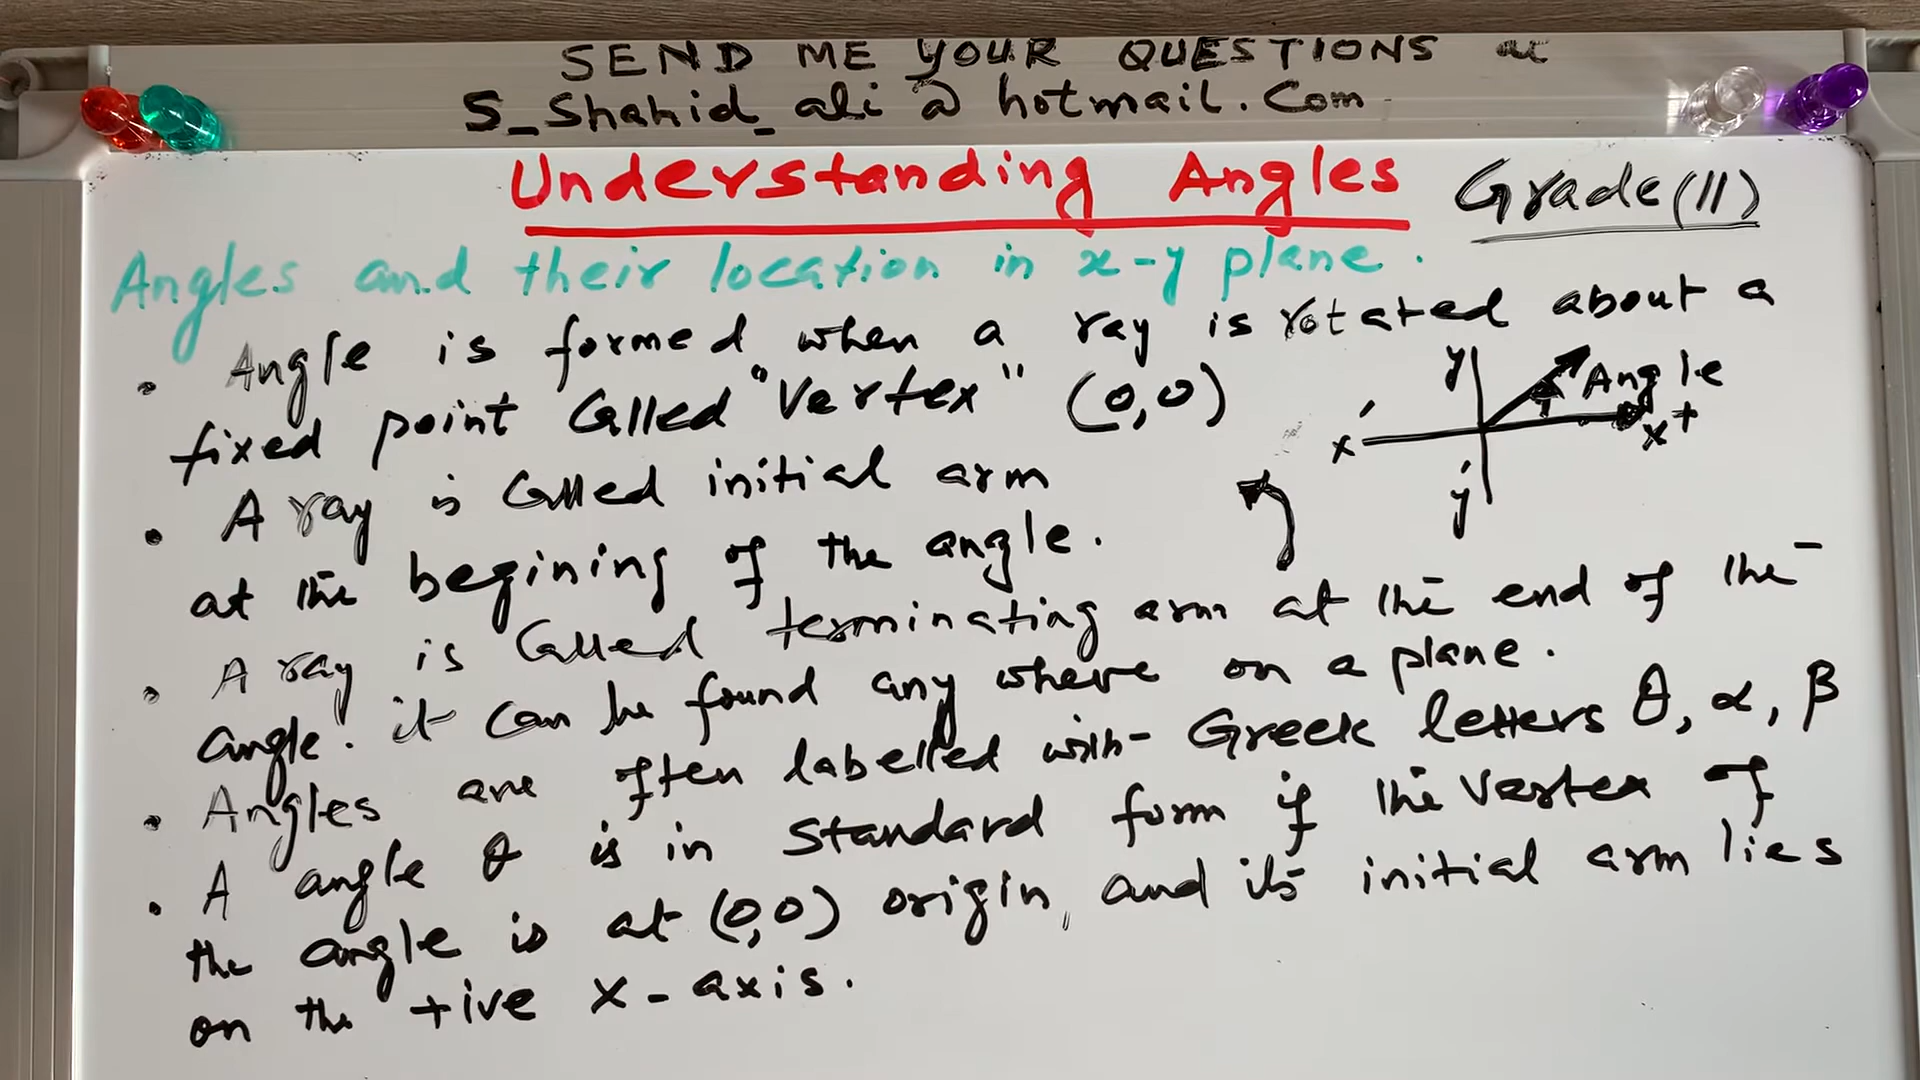 SEND ME YOUR QUESTIONS at
S_Shahid_ali@hotmail.Com
Understanding Angles Grade(11)
Angles and their location in x-y plane.
• Angle is formed when a ray is rotated about a
fixed point Called "Vertex" (0,0)
y
Angle
x'
x+
y'
• A ray is Called initial arm
at the begining of the angle.
• A ray is Called terminating arm at the end of the
angle. it can be found any where on a plane.
• Angles are often labelled with Greek letters θ, α, β
• A angle θ is in Standard form if the Vertex of
the angle is at (0,0) origin, and its initial arm lies
on the +ive X-axis.